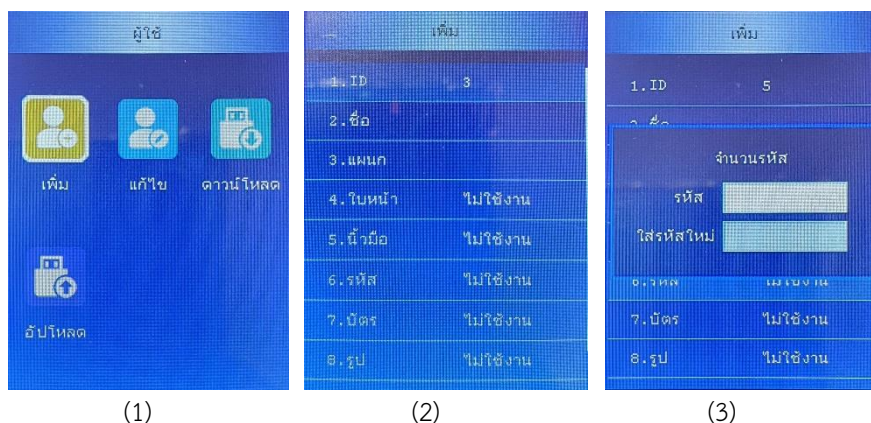 ผู้ใช้
เพิ่ม
แก้ไข
ดาวน์โหลด
อัปโหลด
(1)
เพิ่ม
1.ID 3
2.ชื่อ
3.แผนก
4.ใบหน้า ไม่ใช้งาน
5.นิ้วมือ ไม่ใช้งาน
6.รหัส ไม่ใช้งาน
7.บัตร ไม่ใช้งาน
8.รูป ไม่ใช้งาน
(2)
เพิ่ม
1.ID 5
จำนวนรหัส
รหัส
ใส่รหัสใหม่
7.บัตร ไม่ใช้งาน
8.รูป ไม่ใช้งาน
(3)